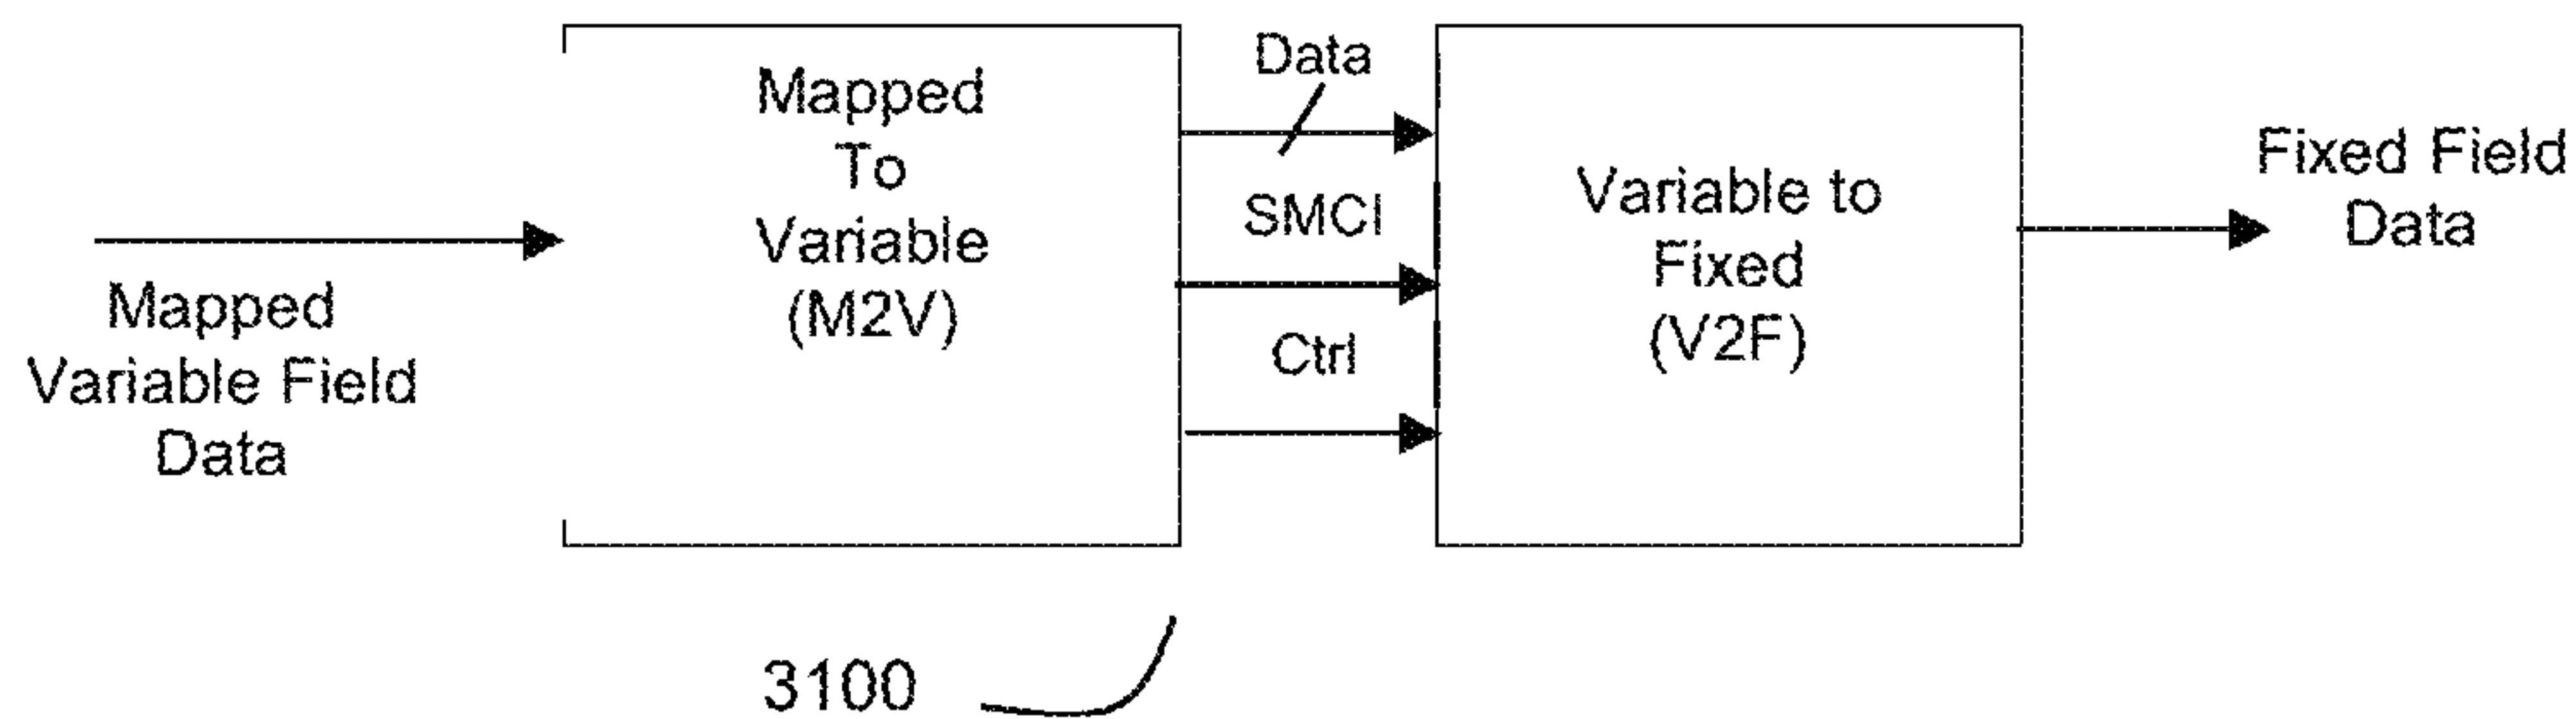 Mapped
Variable Field
Data
Mapped
To
Variable
(M2V)
Data
SMCI
Ctrl
Variable to
Fixed
(V2F)
Fixed Field
Data
3100